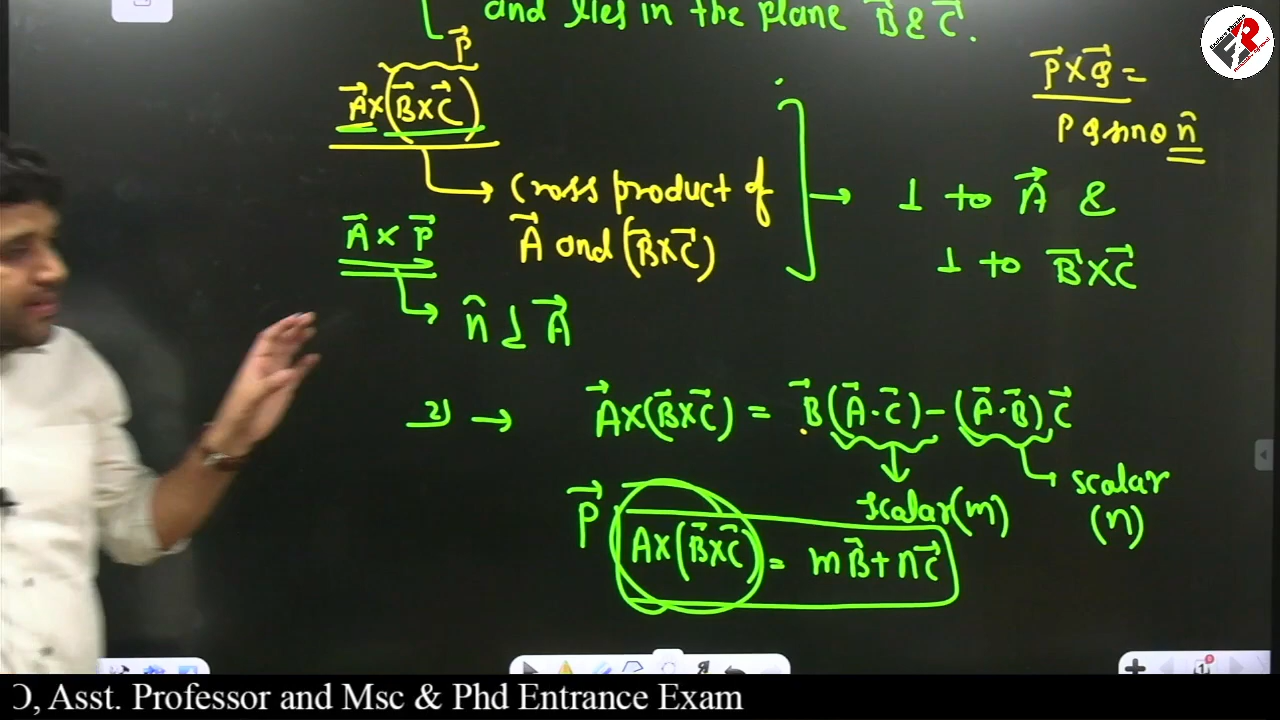 and lies in the plane B⃗ & C⃗.
P⃗
A⃗×(B⃗×C⃗)
P⃗×Q⃗ =
PQ sinθ n̂
Cross product of
A⃗ and (B⃗×C⃗)
⊥ to A⃗ &
⊥ to B⃗×C⃗
A⃗×P⃗
n̂ ⊥ A⃗
2) → A⃗×(B⃗×C⃗) = B⃗(A⃗·C⃗)-(A⃗·B⃗)C⃗
scalar(m)
scalar
(n)
P⃗
A×(B⃗×C⃗) = mB⃗+nC⃗
1
, Asst. Professor and Msc & Phd Entrance Exam